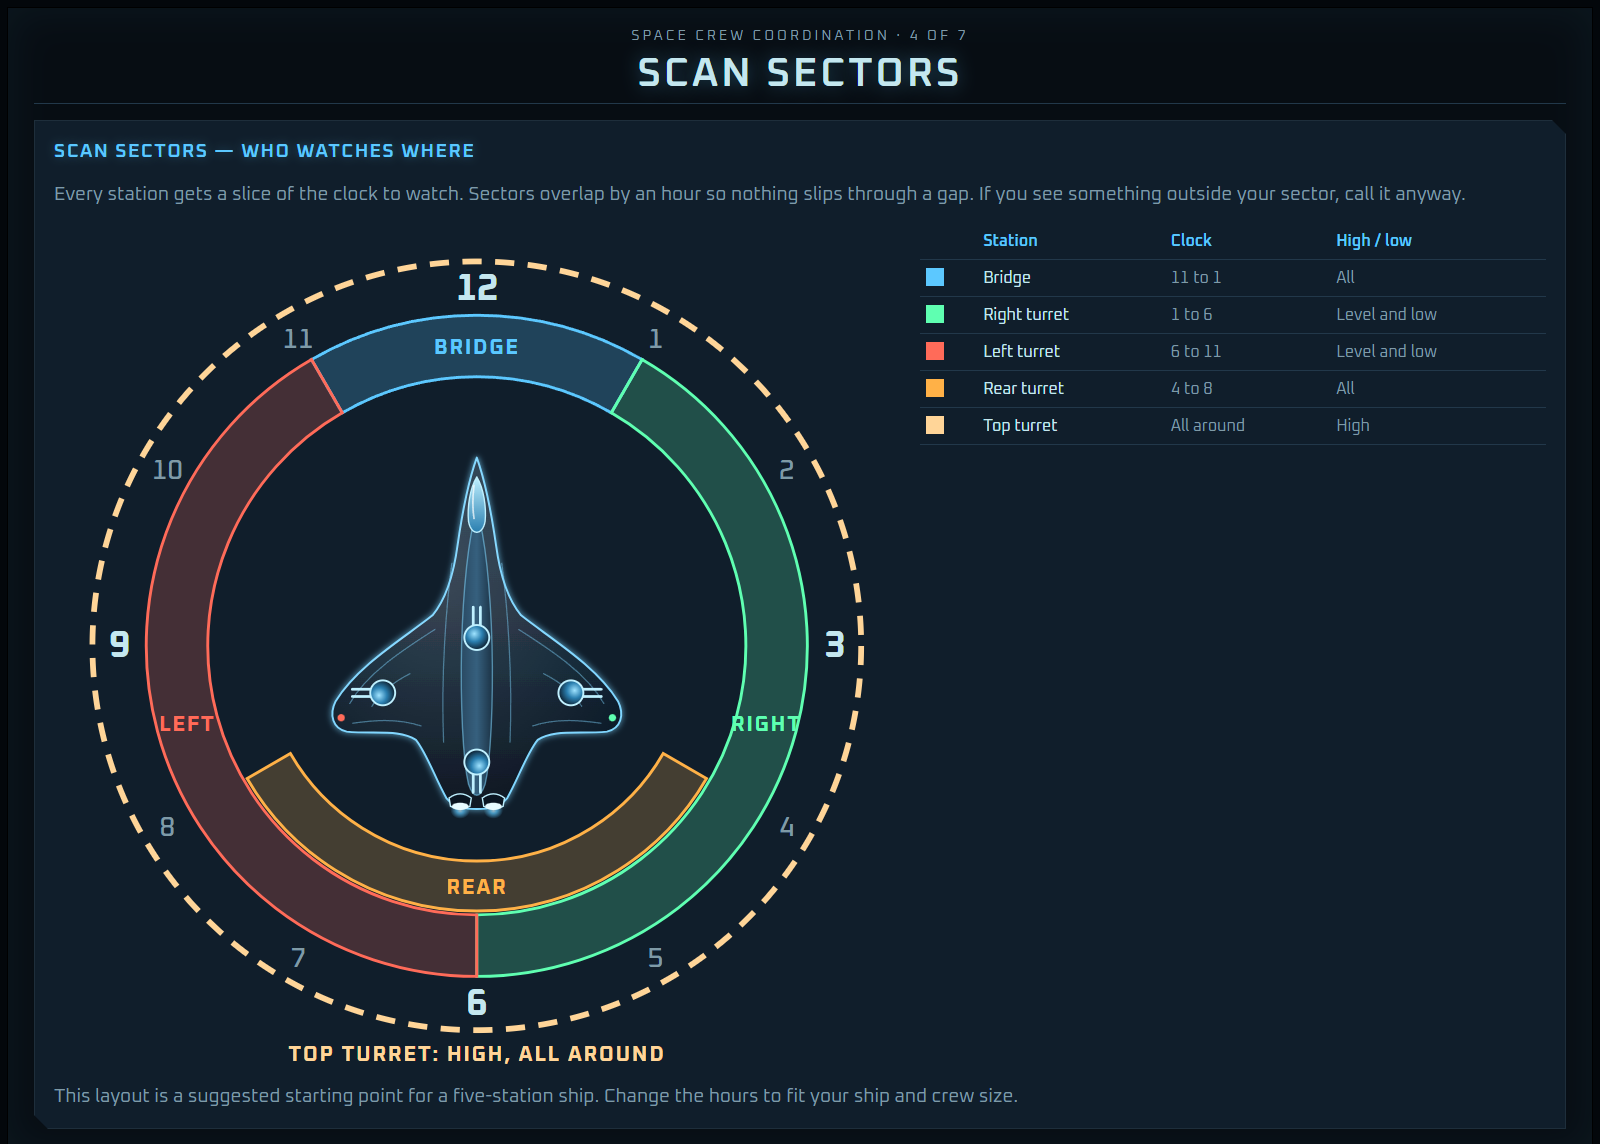 SPACE CREW COORDINATION · 4 OF 7
SCAN SECTORS
SCAN SECTORS — WHO WATCHES WHERE
Every station gets a slice of the clock to watch. Sectors overlap by an hour so nothing slips through a gap. If you see something outside your sector, call it anyway.
Station Clock High / low
Bridge 11 to 1 All
Right turret 1 to 6 Level and low
Left turret 6 to 11 Level and low
Rear turret 4 to 8 All
Top turret All around High
12
11 1
BRIDGE
10 2
9 3
LEFT RIGHT
8 4
REAR
7 5
6
TOP TURRET: HIGH, ALL AROUND
This layout is a suggested starting point for a five-station ship. Change the hours to fit your ship and crew size.